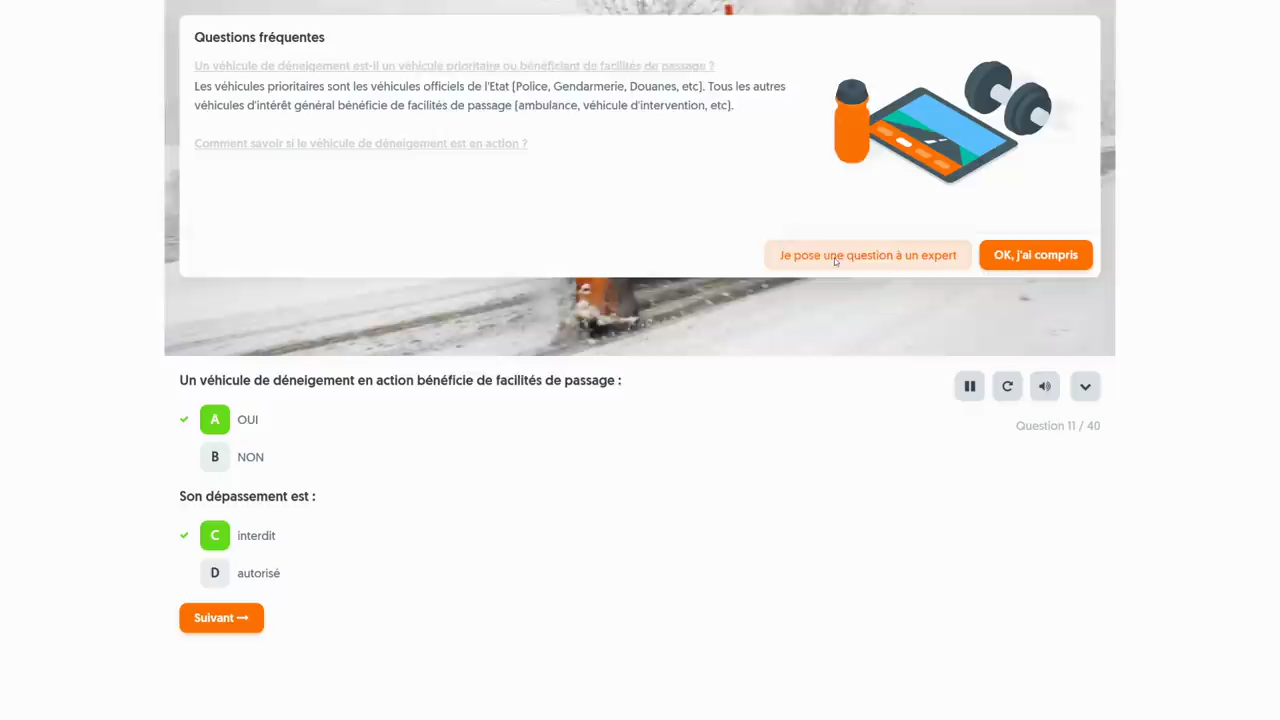 Questions fréquentes
Un véhicule de déneigement est-il un véhicule prioritaire ou bénéficiant de facilités de passage ?
Les véhicules prioritaires sont les véhicules officiels de l'Etat (Police, Gendarmerie, Douanes, etc). Tous les autres
véhicules d'intérêt général bénéficie de facilités de passage (ambulance, véhicule d'intervention, etc).
Comment savoir si le véhicule de déneigement est en action ?
Je pose une question à un expert
OK, j'ai compris
Un véhicule de déneigement en action bénéficie de facilités de passage :
A OUI
B NON
Question 11 / 40
Son dépassement est :
C interdit
D autorisé
Suivant →